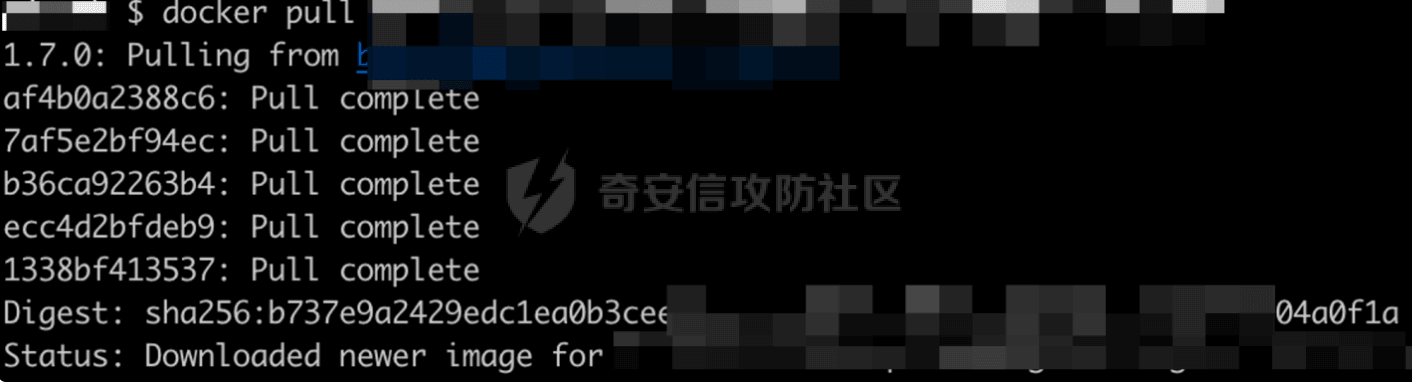 $ docker pull
1.7.0: Pulling from
af4b0a2388c6: Pull complete
7af5e2bf94ec: Pull complete
b36ca92263b4: Pull complete
ecc4d2bfdeb9: Pull complete
1338bf413537: Pull complete
Digest: sha256:b737e9a2429edc1ea0b3cee 04a0f1a
Status: Downloaded newer image for
奇安信攻防社区